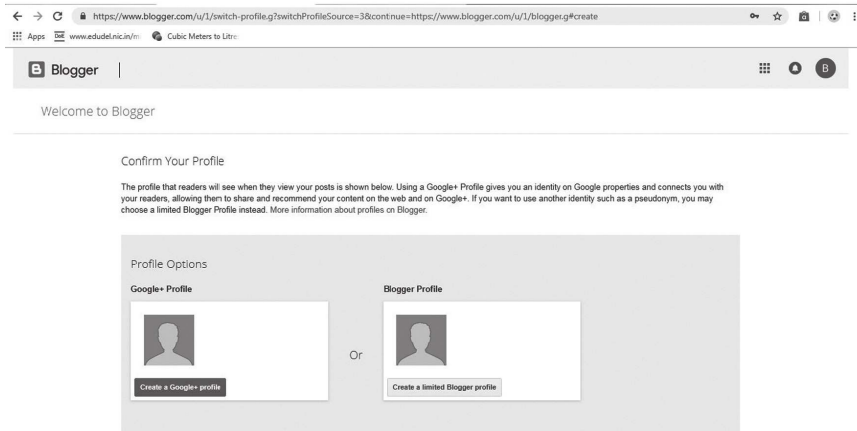 https://www.blogger.com/u/1/switch-profile.g?switchProfileSource=3&continue=https://www.blogger.com/u/1/blogger.g#create
Apps www.edudel.nic.in/m Cubic Meters to Litre
Blogger B
Welcome to Blogger
Confirm Your Profile
The profile that readers will see when they view your posts is shown below. Using a Google+ Profile gives you an identity on Google properties and connects you with
your readers, allowing them to share and recommend your content on the web and on Google+. If you want to use another identity such as a pseudonym, you may
choose a limited Blogger Profile instead. More information about profiles on Blogger.
Profile Options
Google+ Profile Blogger Profile
Or
Create a Google+ profile Create a limited Blogger profile